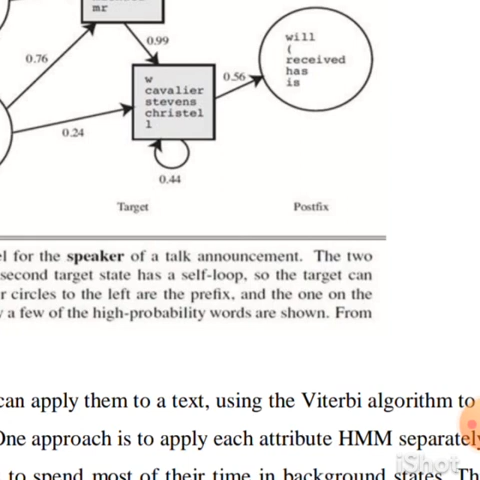 mr
0.99
0.76
w
cavalier
stevens
christel
l
0.56
will
(
received
has
is
0.24
0.44
Target
Postfix
el for the speaker of a talk announcement. The two
second target state has a self-loop, so the target can
r circles to the left are the prefix, and the one on the
a few of the high-probability words are shown. From
can apply them to a text, using the Viterbi algorithm to
One approach is to apply each attribute HMM separately
to spend most of their time in background states.
iShot